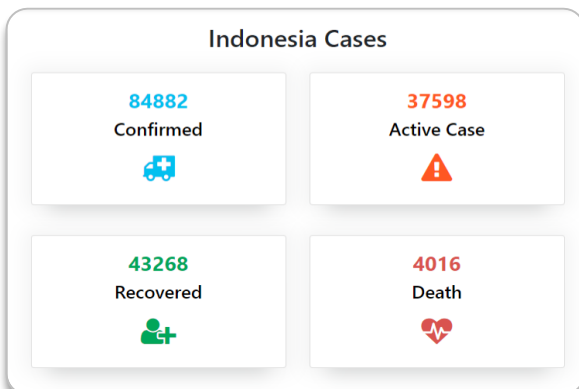 Indonesia Cases
84882
Confirmed
37598
Active Case
43268
Recovered
4016
Death